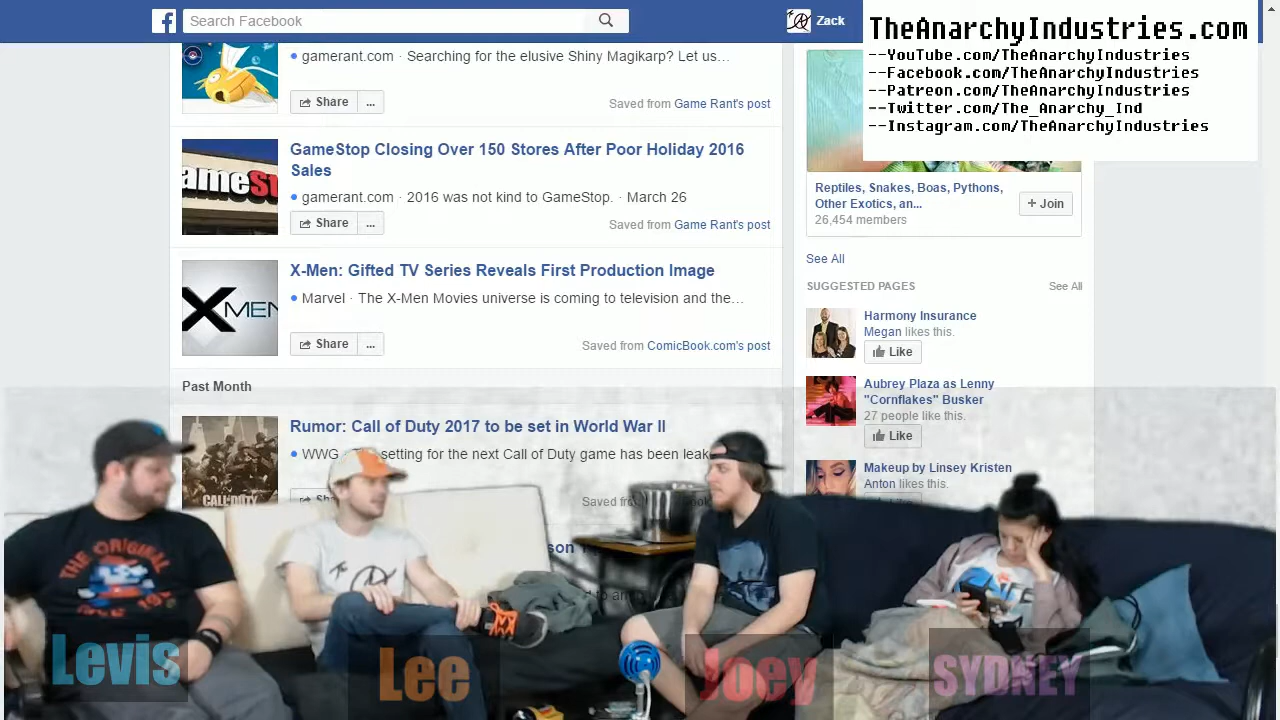 Search Facebook
Zack
TheAnarchyIndustries.com
--YouTube.com/TheAnarchyIndustries
--Facebook.com/TheAnarchyIndustries
--Patreon.com/TheAnarchyIndustries
--Twitter.com/The_Anarchy_Ind
--Instagram.com/TheAnarchyIndustries
gamerant.com · Searching for the elusive Shiny Magikarp? Let us...
Share ...
Saved from Game Rant's post
GameStop Closing Over 150 Stores After Poor Holiday 2016
Sales
gamerant.com · 2016 was not kind to GameStop. · March 26
Share ...
Saved from Game Rant's post
X-Men: Gifted TV Series Reveals First Production Image
Marvel · The X-Men Movies universe is coming to television and the...
Share ...
Saved from ComicBook.com's post
Past Month
Rumor: Call of Duty 2017 to be set in World War II
WWG setting for the next Call of Duty game has been leak
Saved
CALL OF DUTY
X MEN
Reptiles, Snakes, Boas, Pythons,
Other Exotics, an...
26,454 members
+ Join
See All
SUGGESTED PAGES
See All
Harmony Insurance
Megan likes this.
Like
Aubrey Plaza as Lenny
"Cornflakes" Busker
27 people like this.
Like
Makeup by Linsey Kristen
Anton likes this.
THE ORIGINAL
Levis
Lee
Joey
SYDNEY